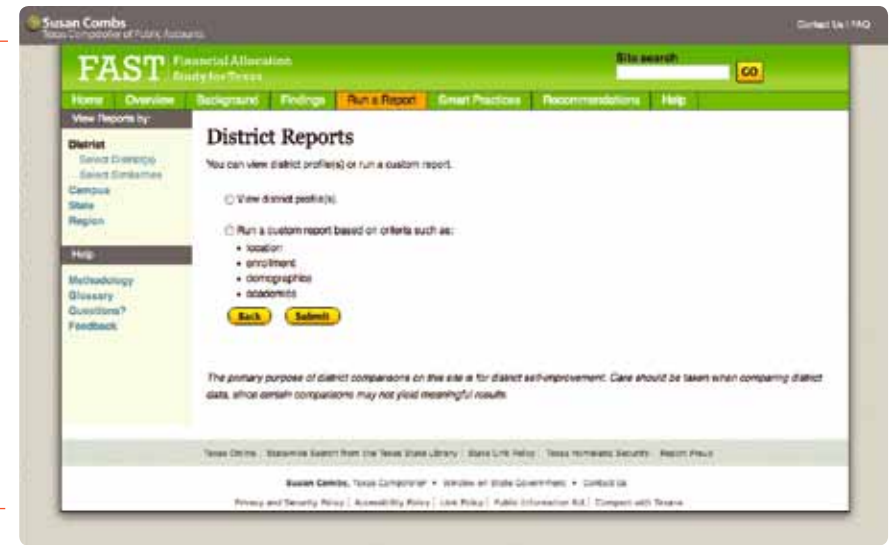 Susan Combs
Texas Comptroller of Public Accounts
Contact Us | FAQ
FAST Financial Allocation
Study for Texas
Site search
GO
Home Overview Background Findings Run a Report Smart Practices Recommendations Help
View Reports by:
District
Select District(s)
Select Similarities
Campus
State
Region
Help
Methodology
Glossary
Questions?
Feedback
District Reports
You can view district profile(s) or run a custom report.
View district profile(s).
Run a custom report based on criteria such as:
• location
• enrollment
• demographics
• academics
Back Submit
The primary purpose of district comparisons on this site is for district self-improvement. Care should be taken when comparing district
data, since certain comparisons may not yield meaningful results.
Texas Online | Statewide Search from the Texas State Library | State Link Policy | Texas Homeland Security | Report Fraud
Susan Combs, Texas Comptroller • Window on State Government • Contact Us
Privacy and Security Policy | Accessibility Policy | Link Policy | Public Information Act | Compact with Texans